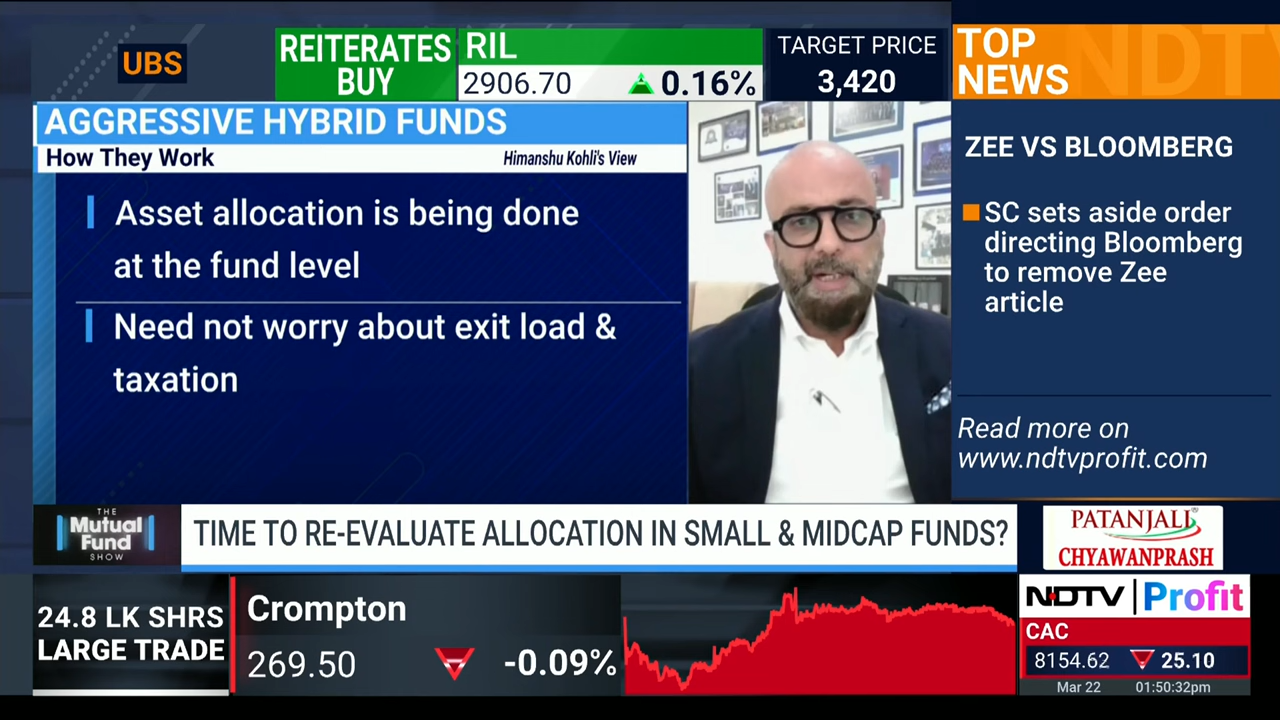 UBS
REITERATES
BUY
RIL
2906.70 0.16%
TARGET PRICE
3,420
TOP
NEWS
NDT
AGGRESSIVE HYBRID FUNDS
How They Work
Himanshu Kohli's View
Asset allocation is being done
at the fund level
Need not worry about exit load &
taxation
ZEE VS BLOOMBERG
SC sets aside order
directing Bloomberg
to remove Zee
article
Read more on
www.ndtvprofit.com
THE
Mutual
Fund
SHOW
TIME TO RE-EVALUATE ALLOCATION IN SMALL & MIDCAP FUNDS?
PATANJALI
CHYAWANPRASH
24.8 LK SHRS
LARGE TRADE
Crompton
269.50 -0.09%
NDTV Profit
CAC
8154.62 25.10
Mar 22 01:50:32pm